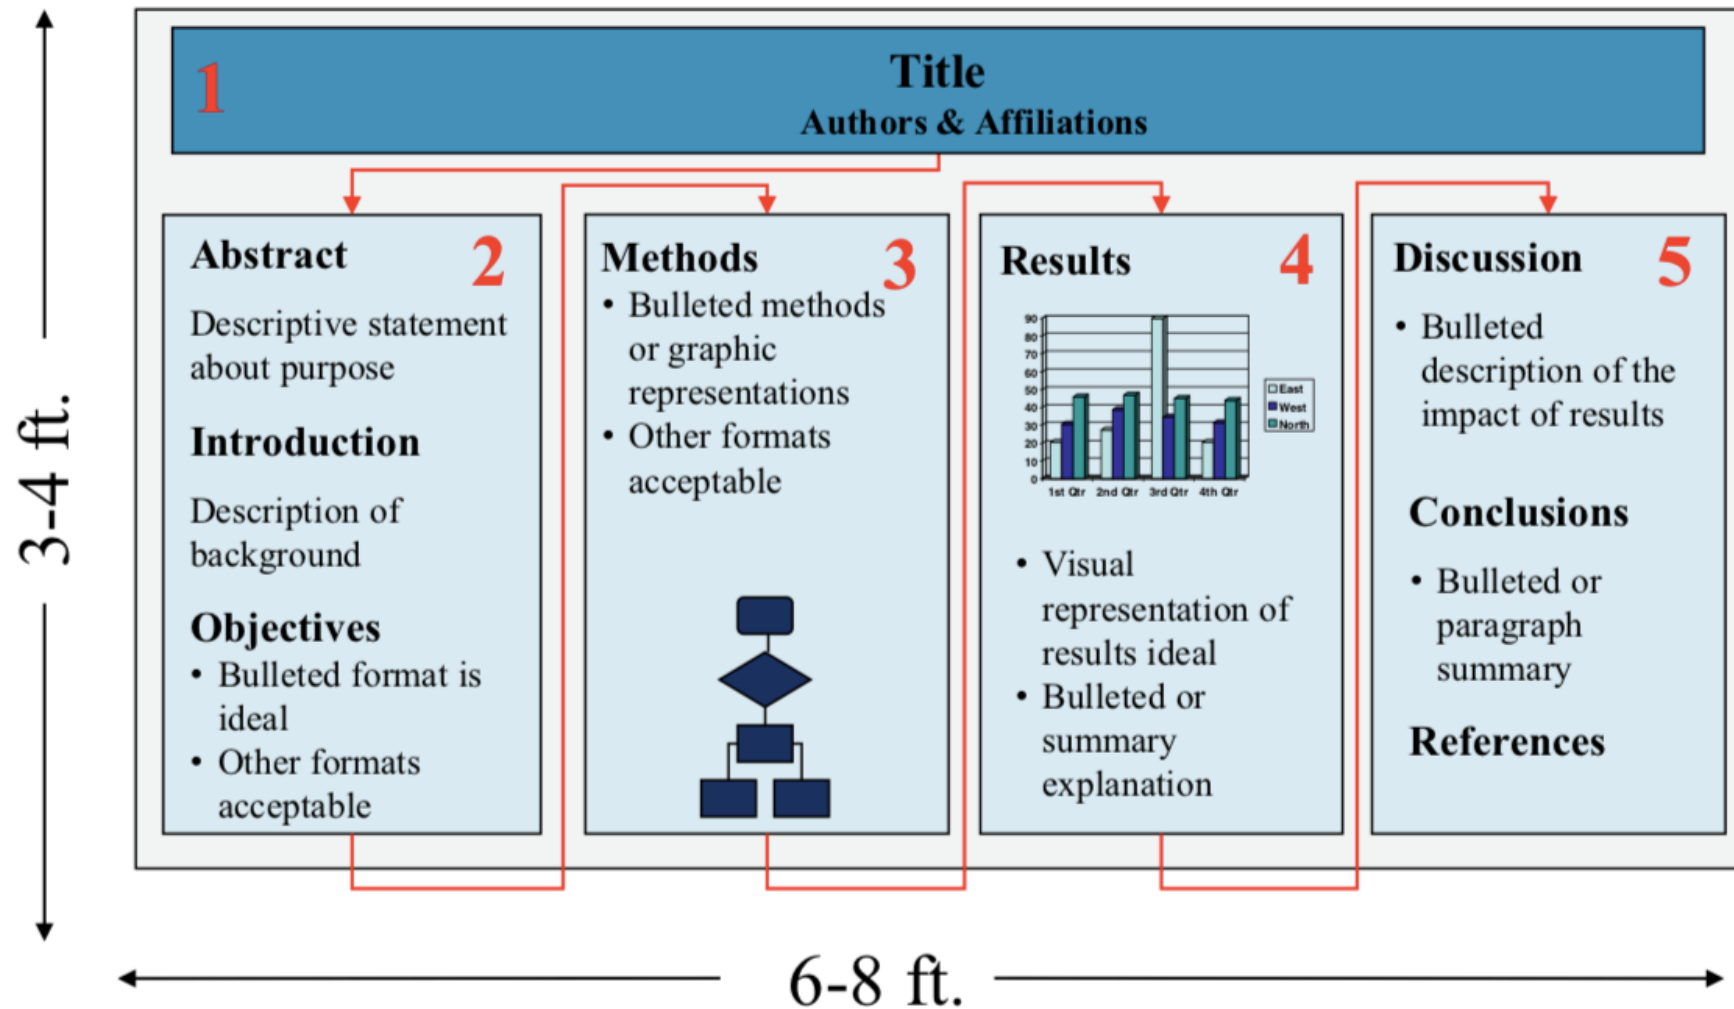 1
Title
Authors & Affiliations
Abstract
2
Descriptive statement
about purpose
Introduction
Description of
background
Objectives
• Bulleted format is
ideal
• Other formats
acceptable
Methods
3
• Bulleted methods
or graphic
representations
• Other formats
acceptable
Results
4
90
80
70
60
50
40
30
20
10
0
1st Qtr 2nd Qtr 3rd Qtr 4th Qtr
East
West
North
• Visual
representation of
results ideal
• Bulleted or
summary
explanation
Discussion
5
• Bulleted
description of the
impact of results
Conclusions
• Bulleted or
paragraph
summary
References
3-4 ft.
6-8 ft.